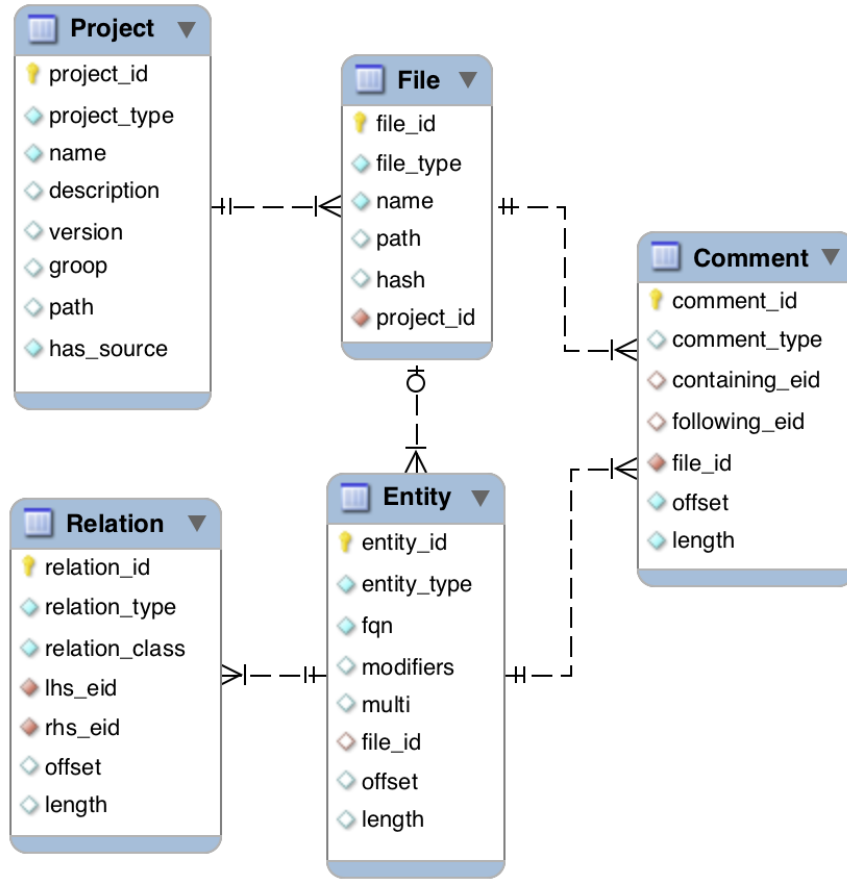 Project
project_id
project_type
name
description
version
groop
path
has_source
File
file_id
file_type
name
path
hash
project_id
Comment
comment_id
comment_type
containing_eid
following_eid
file_id
offset
length
Relation
relation_id
relation_type
relation_class
lhs_eid
rhs_eid
offset
length
Entity
entity_id
entity_type
fqn
modifiers
multi
file_id
offset
length